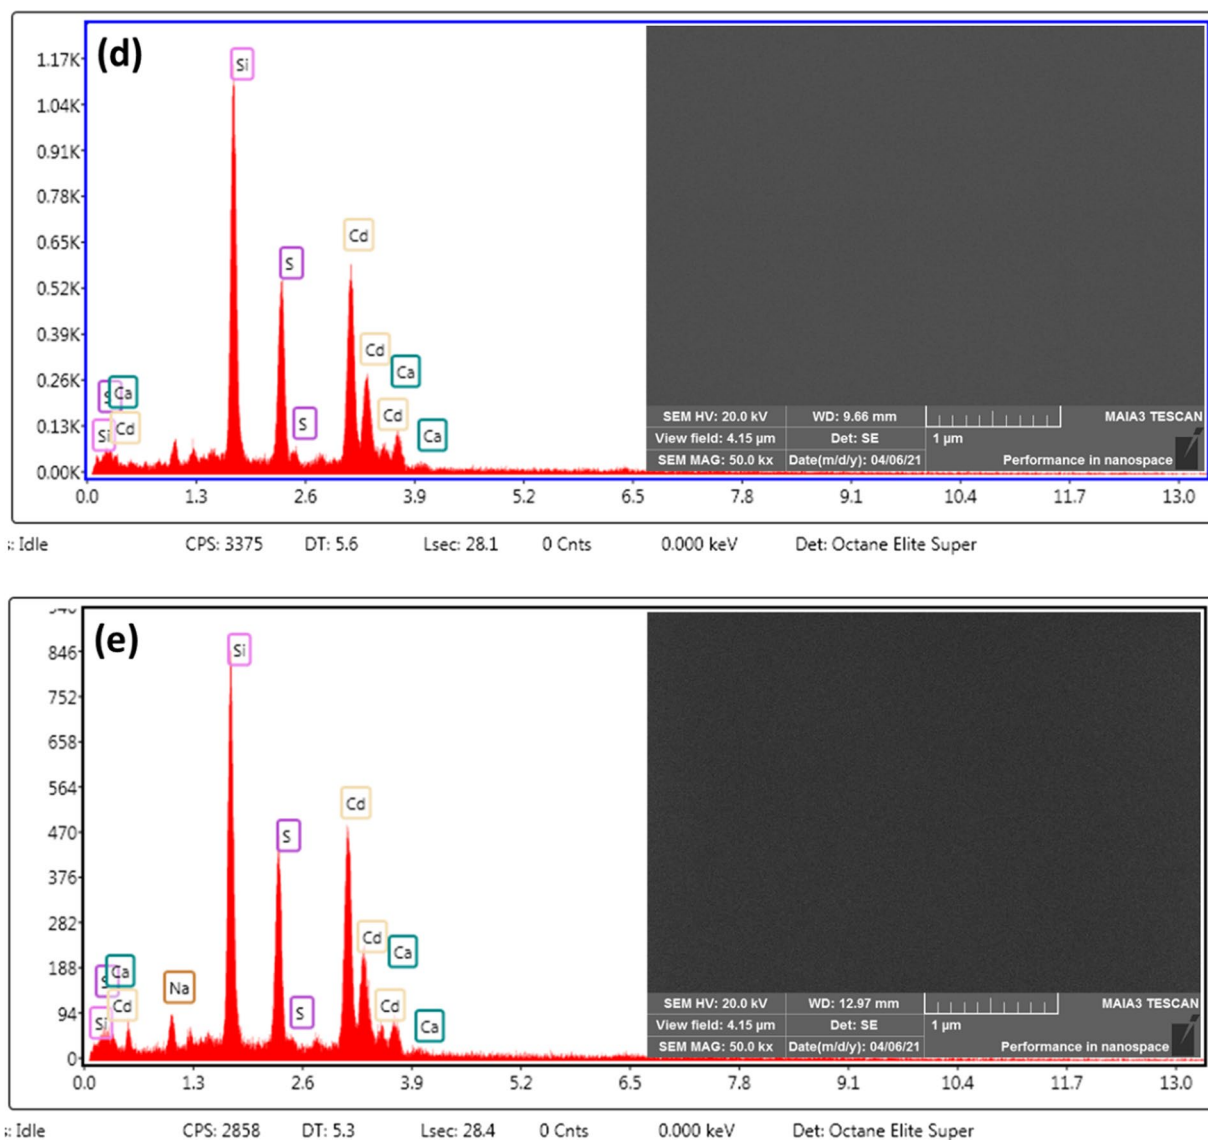 (d)
1.17K
1.04K
0.91K
0.78K
0.65K
0.52K
0.39K
0.26K
0.13K
0.00K
Si
S
Cd
Cd
Ca
Cd
Ca
S
Ca
Cd
Si
0.0 1.3 2.6 3.9 5.2 6.5 7.8 9.1 10.4 11.7 13.0
SEM HV: 20.0 kV WD: 9.66 mm MAIA3 TESCAN
View field: 4.15 µm Det: SE 1 µm
SEM MAG: 50.0 kx Date(m/d/y): 04/06/21 Performance in nanospace
: Idle CPS: 3375 DT: 5.6 Lsec: 28.1 0 Cnts 0.000 keV Det: Octane Elite Super
(e)
846
752
658
564
470
376
282
188
94
0
Si
S
Cd
Cd
Ca
Cd
Ca
S
Na
Ca
Cd
Si
0.0 1.3 2.6 3.9 5.2 6.5 7.8 9.1 10.4 11.7 13.0
SEM HV: 20.0 kV WD: 12.97 mm MAIA3 TESCAN
View field: 4.15 µm Det: SE 1 µm
SEM MAG: 50.0 kx Date(m/d/y): 04/06/21 Performance in nanospace
: Idle CPS: 2858 DT: 5.3 Lsec: 28.4 0 Cnts 0.000 keV Det: Octane Elite Super